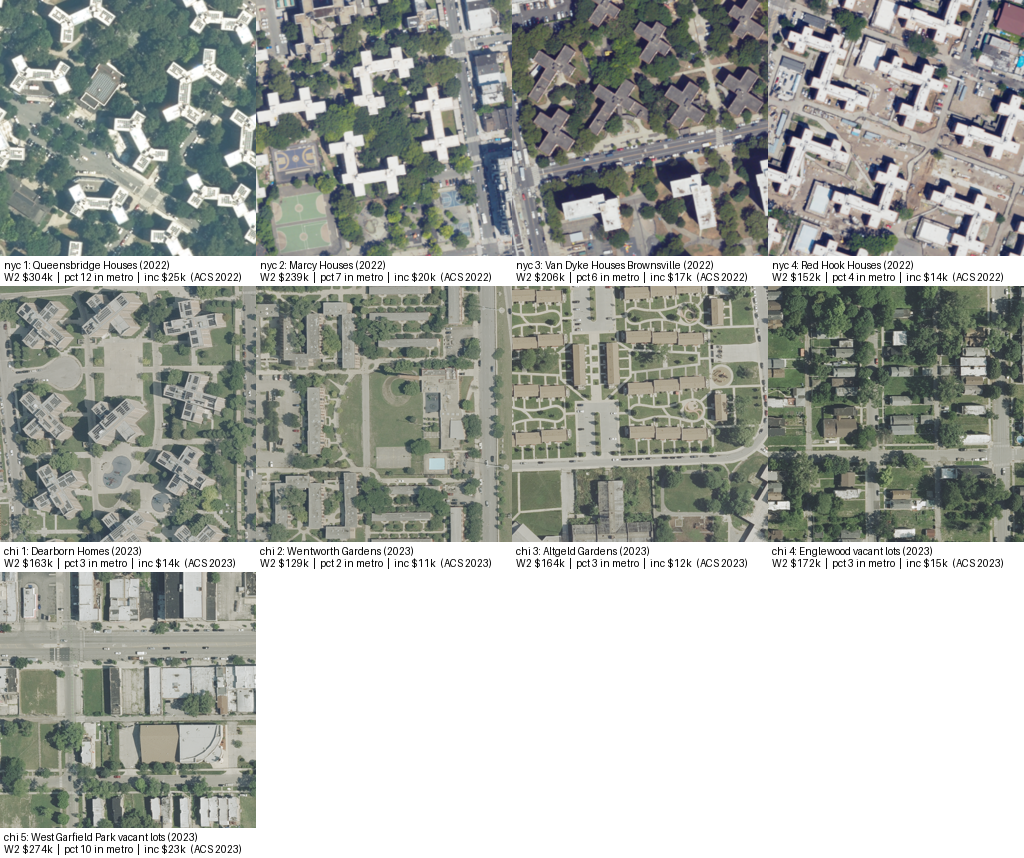 nyc 1: Queensbridge Houses (2022)
W2 $304k | pct 12 in metro | inc $25k (ACS 2022)
nyc 2: Marcy Houses (2022)
W2 $239k | pct 7 in metro | inc $20k (ACS 2022)
nyc 3: Van Dyke Houses Brownsville (2022)
W2 $206k | pct 6 in metro | inc $17k (ACS 2022)
nyc 4: Red Hook Houses (2022)
W2 $152k | pct 4 in metro | inc $14k (ACS 2022)
chi 1: Dearborn Homes (2023)
W2 $163k | pct 3 in metro | inc $14k (ACS 2023)
chi 2: Wentworth Gardens (2023)
W2 $129k | pct 2 in metro | inc $11k (ACS 2023)
chi 3: Altgeld Gardens (2023)
W2 $164k | pct 3 in metro | inc $12k (ACS 2023)
chi 4: Englewood vacant lots (2023)
W2 $172k | pct 3 in metro | inc $15k (ACS 2023)
chi 5: West Garfield Park vacant lots (2023)
W2 $274k | pct 10 in metro | inc $23k (ACS 2023)